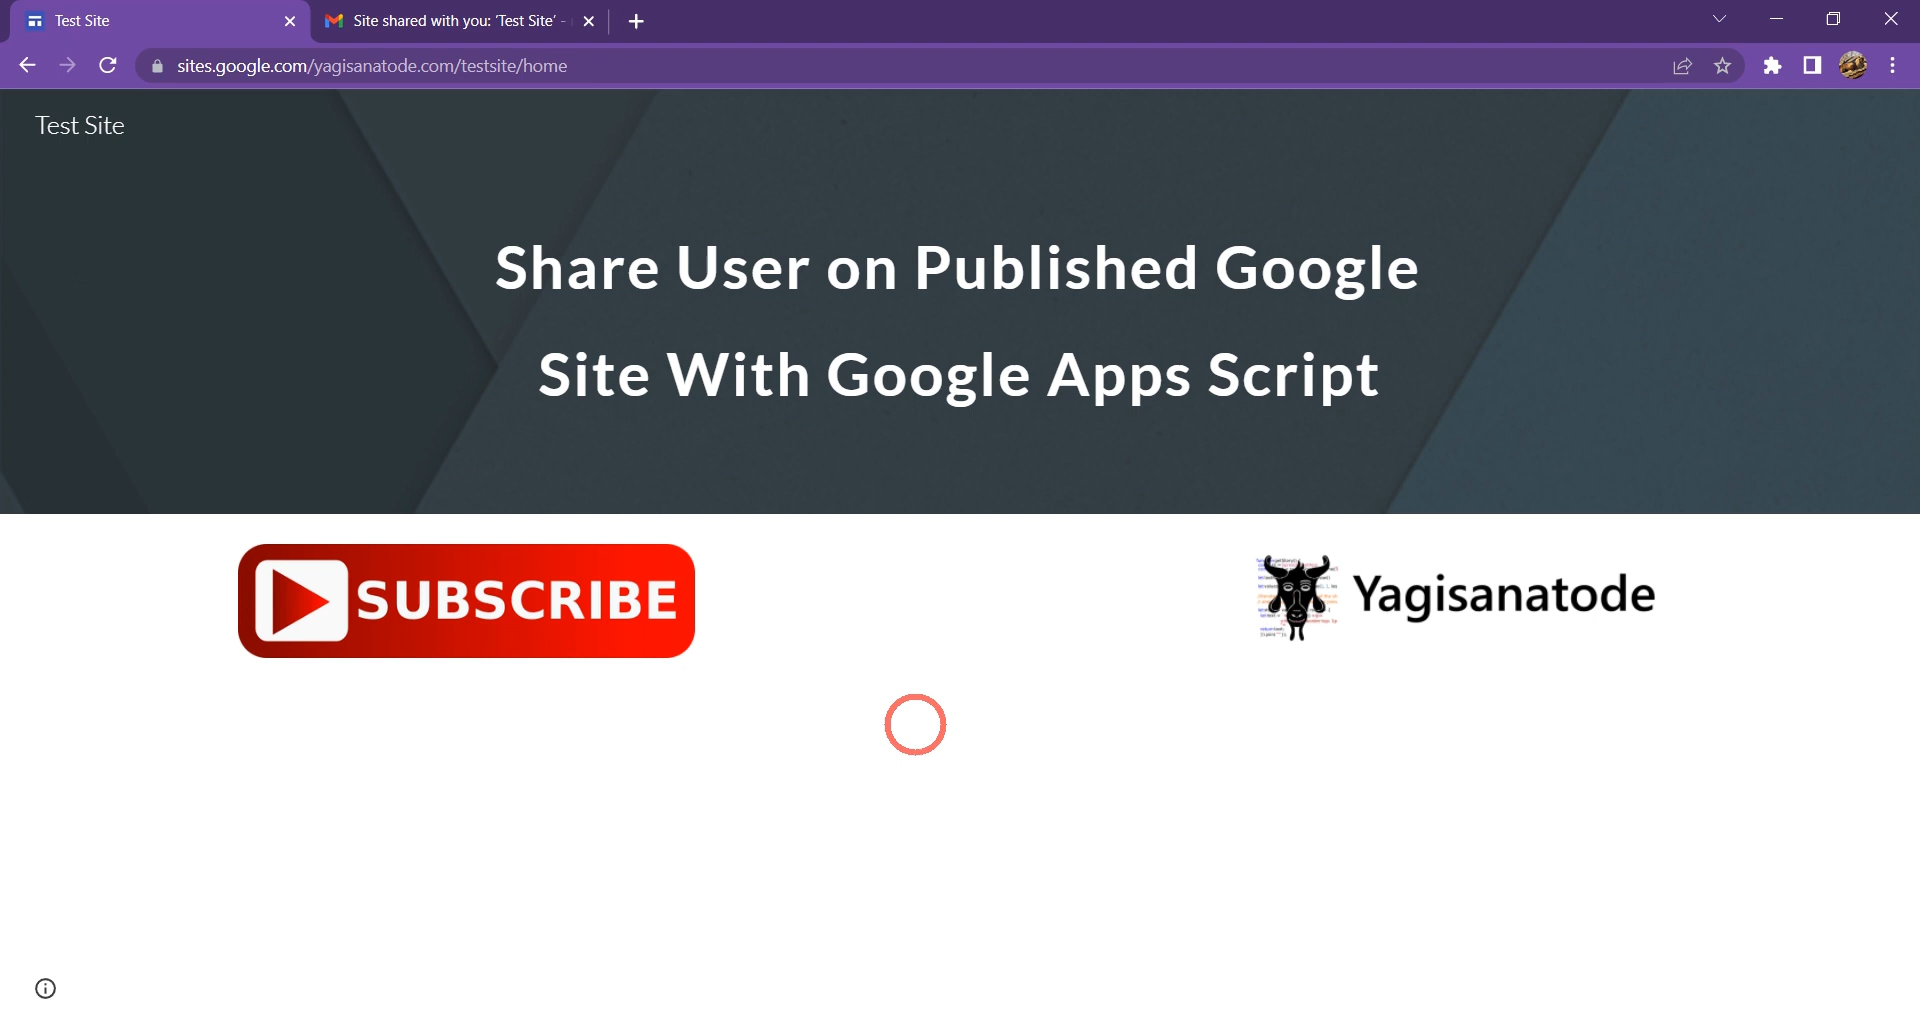 Test Site
Site shared with you: 'Test Site' -
sites.google.com/yagisanatode.com/testsite/home
Test Site
Share User on Published Google
Site With Google Apps Script
SUBSCRIBE
Yagisanatode